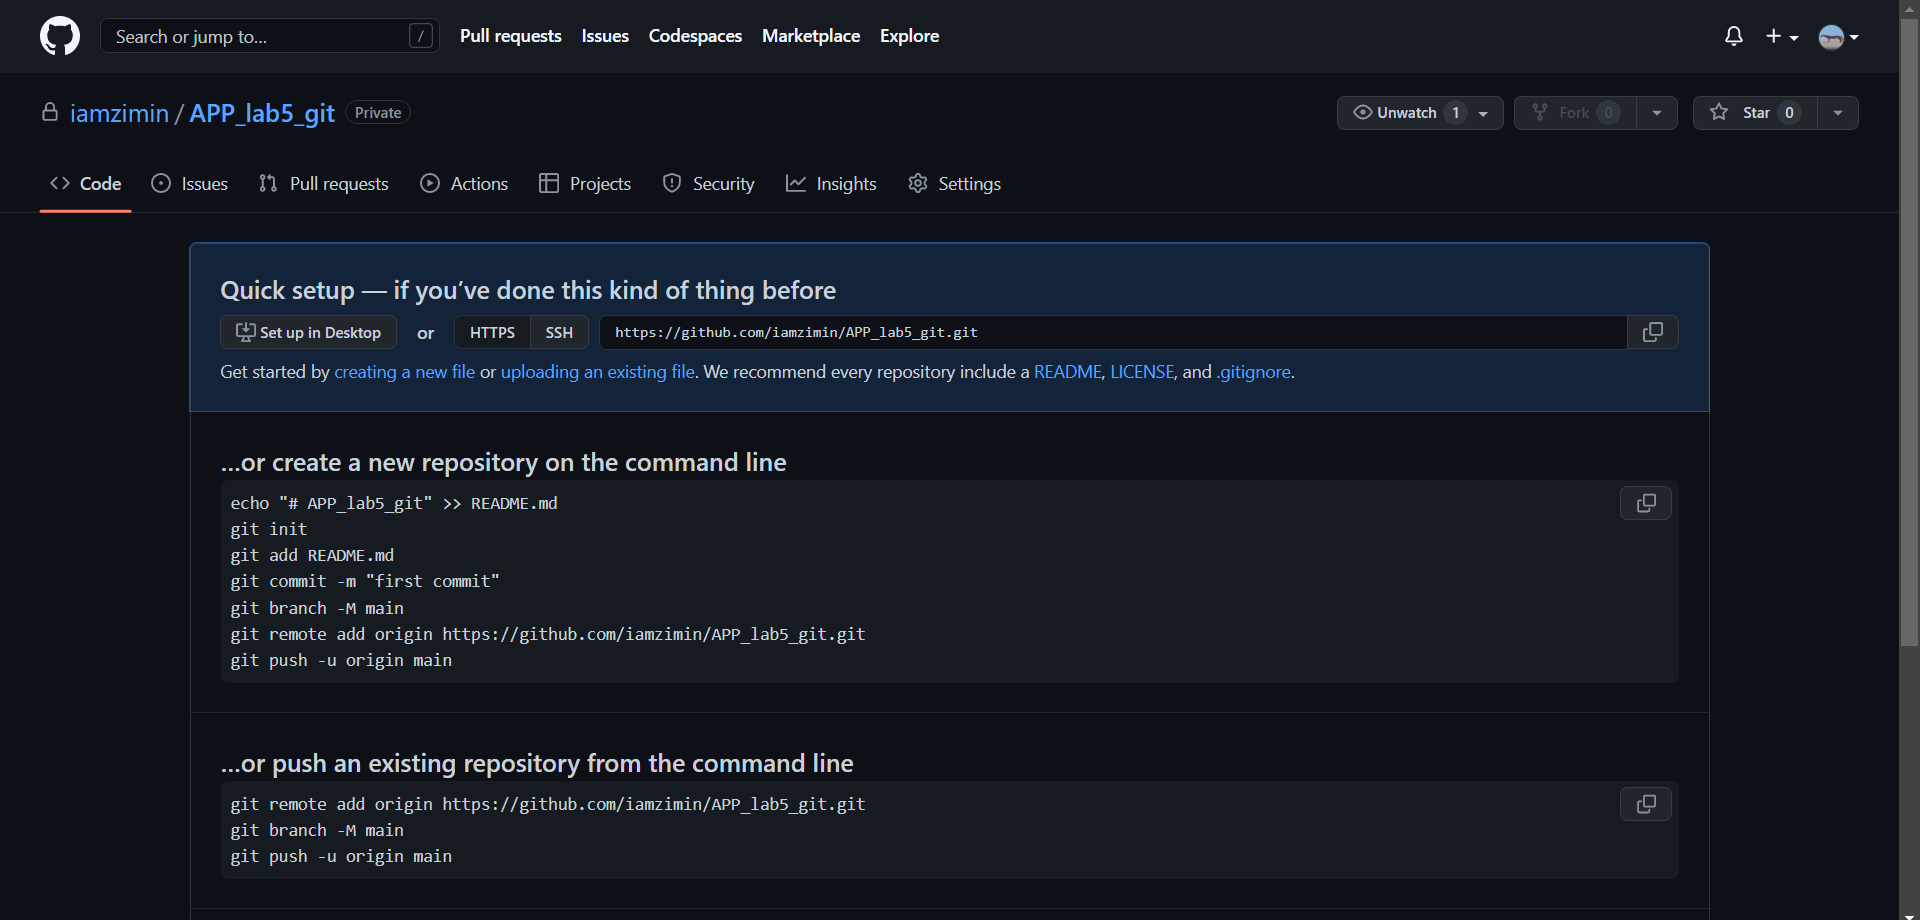 Search or jump to... /
Pull requests Issues Codespaces Marketplace Explore
iamzimin / APP_lab5_git Private
Unwatch 1 Fork 0 Star 0
Code Issues Pull requests Actions Projects Security Insights Settings
Quick setup — if you’ve done this kind of thing before
Set up in Desktop or HTTPS SSH https://github.com/iamzimin/APP_lab5_git.git
Get started by creating a new file or uploading an existing file. We recommend every repository include a README, LICENSE, and .gitignore.
…or create a new repository on the command line
echo "# APP_lab5_git" >> README.md
git init
git add README.md
git commit -m "first commit"
git branch -M main
git remote add origin https://github.com/iamzimin/APP_lab5_git.git
git push -u origin main
…or push an existing repository from the command line
git remote add origin https://github.com/iamzimin/APP_lab5_git.git
git branch -M main
git push -u origin main